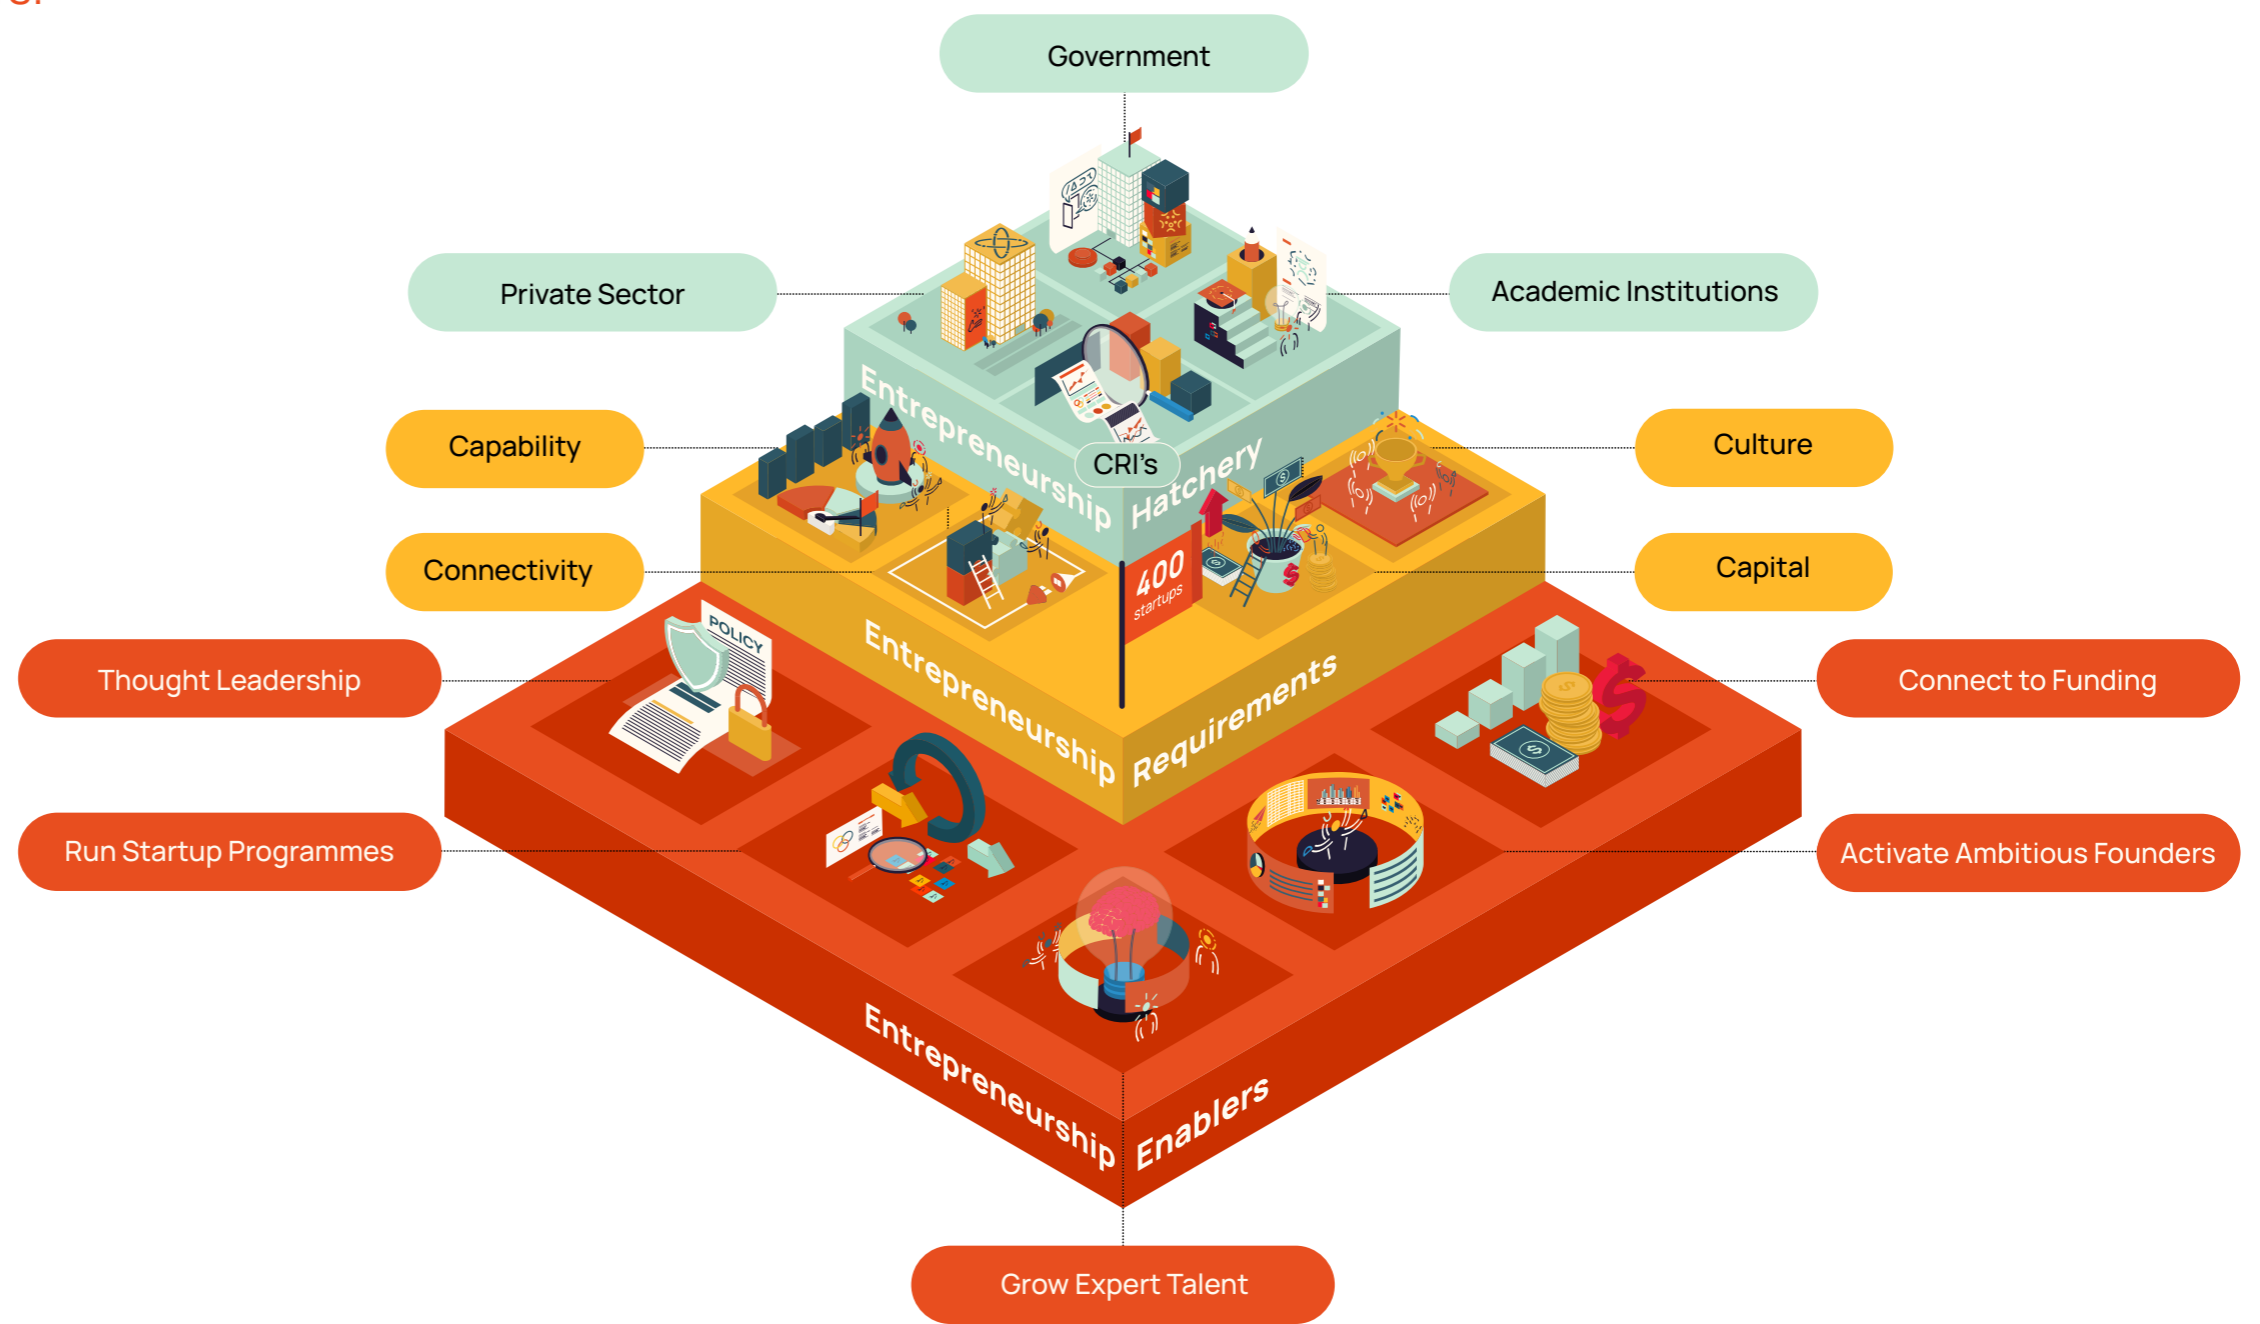 Government
Private Sector
Academic Institutions
Entrepreneurship Hatchery
CRI's
Capability
Culture
Connectivity
Capital
400
startups
POLICY
Thought Leadership
Connect to Funding
Entrepreneurship Requirements
Run Startup Programmes
Activate Ambitious Founders
Entrepreneurship Enablers
Grow Expert Talent